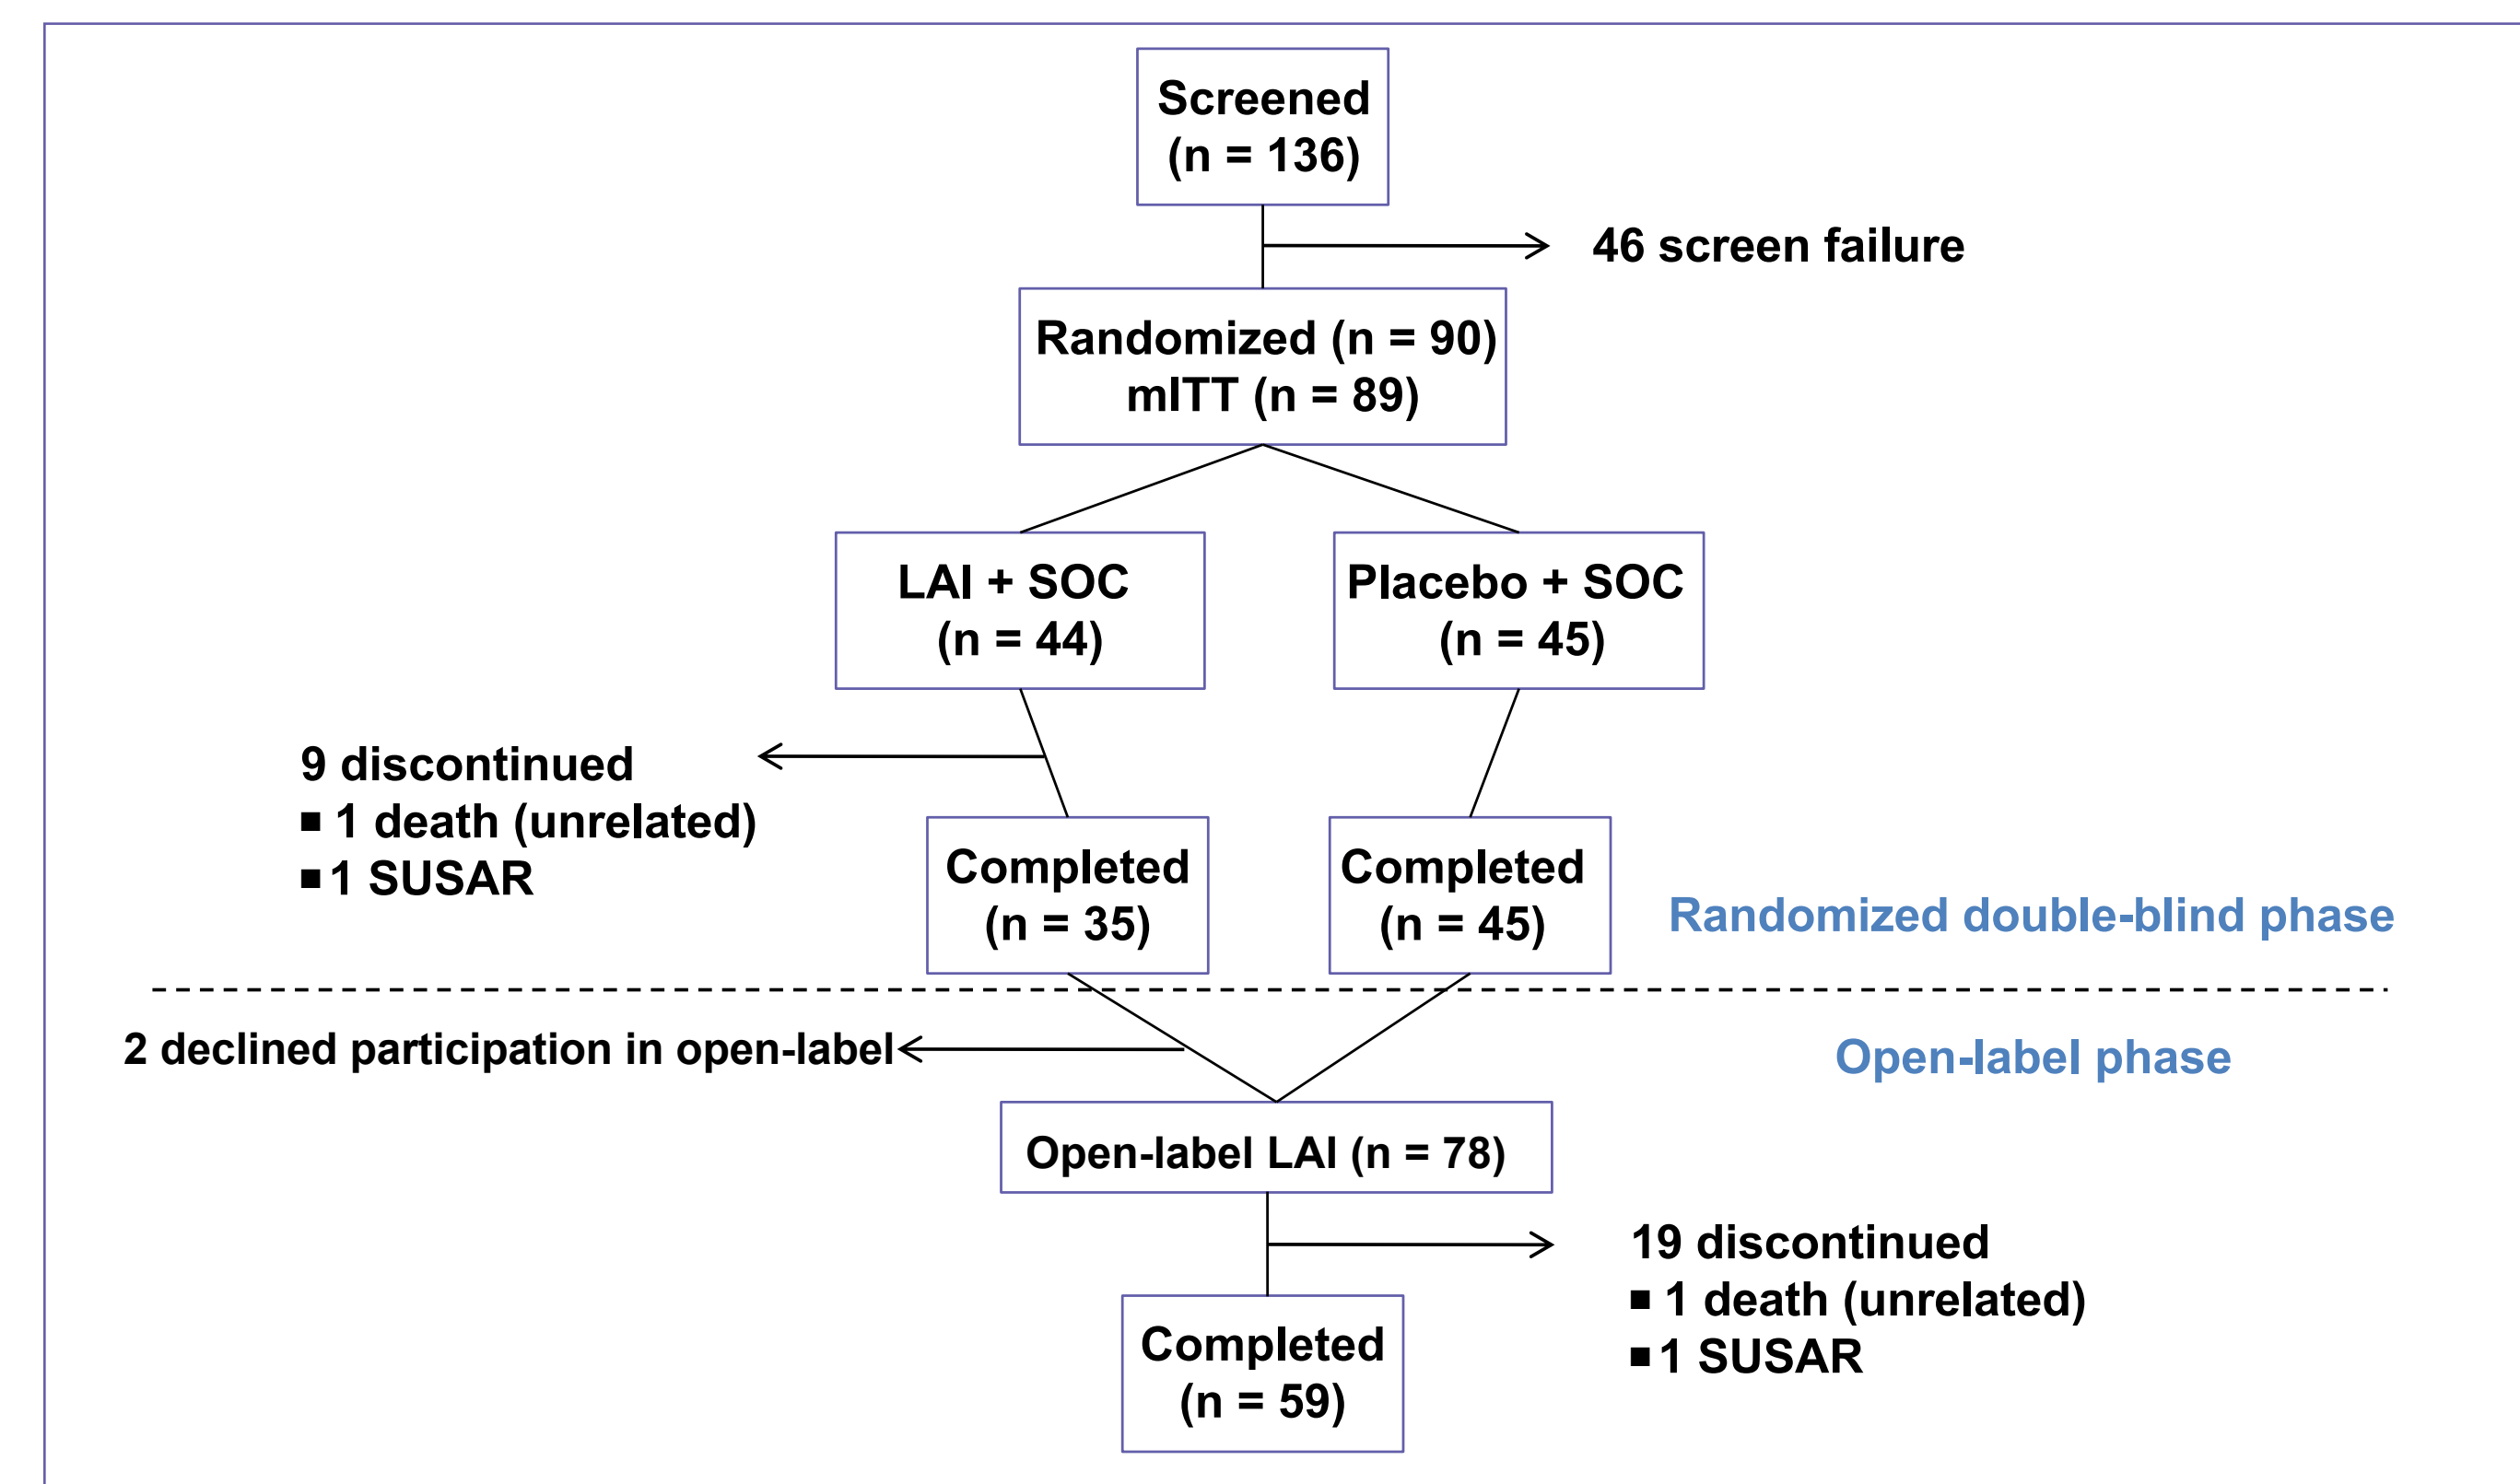 Screened
(n = 136)
46 screen failure
Randomized (n = 90)
mITT (n = 89)
LAI + SOC
(n = 44)
Placebo + SOC
(n = 45)
9 discontinued
■ 1 death (unrelated)
■ 1 SUSAR
Completed
(n = 35)
Completed
(n = 45)
Randomized double-blind phase
2 declined participation in open-label
Open-label phase
Open-label LAI (n = 78)
19 discontinued
■ 1 death (unrelated)
■ 1 SUSAR
Completed
(n = 59)